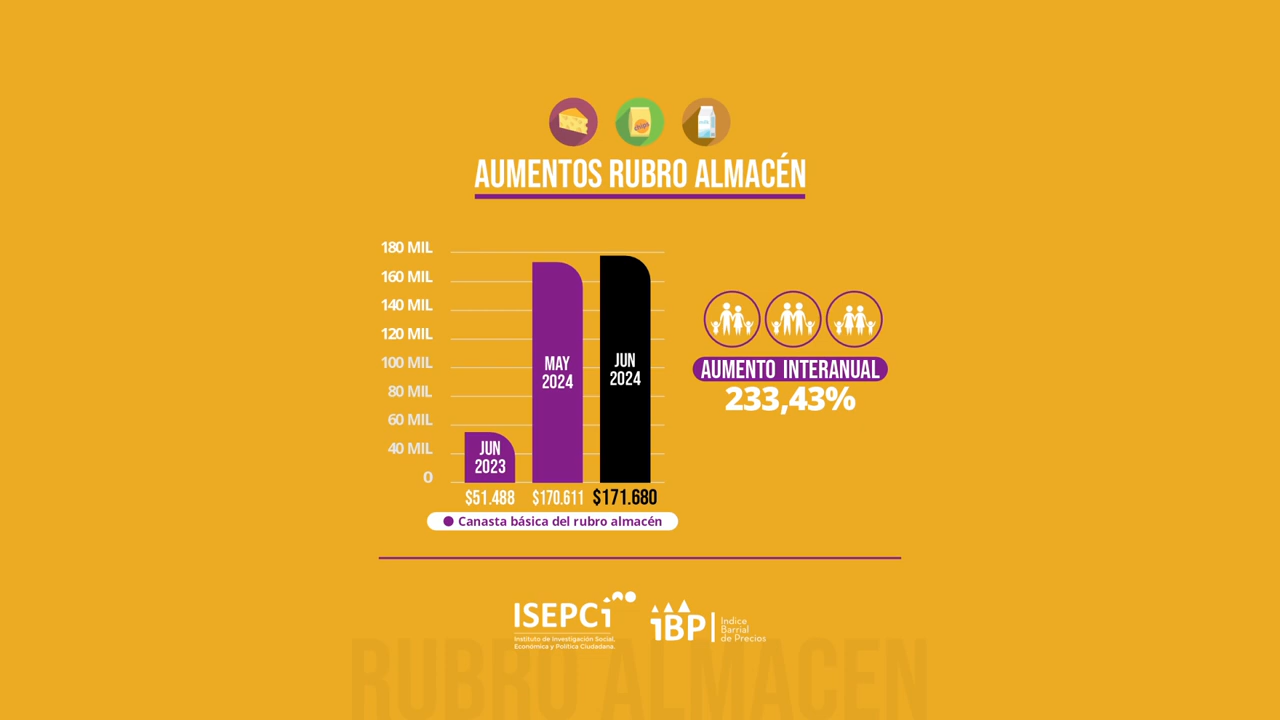 AUMENTOS RUBRO ALMACÉN
180 MIL
160 MIL
140 MIL
120 MIL
100 MIL
80 MIL
60 MIL
40 MIL
0
JUN
2023
MAY
2024
JUN
2024
$51.488 $170.611 $171.680
Canasta básica del rubro almacén
AUMENTO INTERANUAL
233,43%
ISEPCi
Instituto de Investigación Social,
Económica y Política Ciudadana.
iBP
Indice
Barrial
de Precios
RUBRO ALMACEN
milk